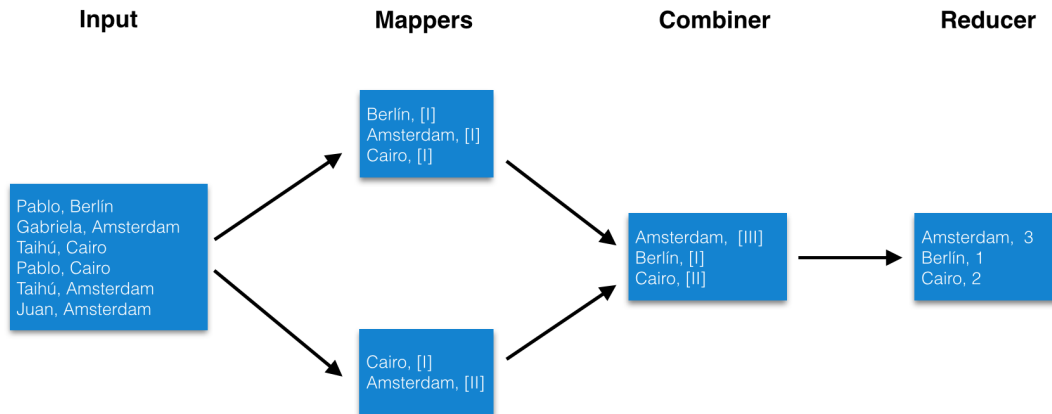 Input
Mappers
Combiner
Reducer
Pablo, Berlín
Gabriela, Amsterdam
Taihú, Cairo
Pablo, Cairo
Taihú, Amsterdam
Juan, Amsterdam
Berlín, [I]
Amsterdam, [I]
Cairo, [I]
Cairo, [I]
Amsterdam, [II]
Amsterdam,  [III]
Berlín, [I]
Cairo, [II]
Amsterdam,  3
Berlín, 1
Cairo, 2